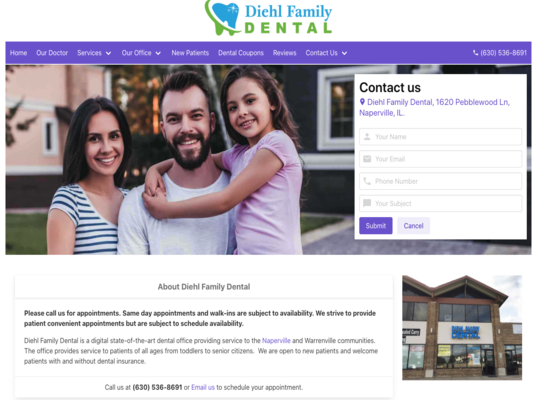 Diehl Family
DENTAL
Home Our Doctor Services Our Office New Patients Dental Coupons Reviews Contact Us (630) 536-8691
Contact us
Diehl Family Dental, 1620 Pebblewood Ln,
Naperville, IL.
Your Name
Your Email
Phone Number
Your Subject
Submit Cancel
About Diehl Family Dental
Please call us for appointments. Same day appointments and walk-ins are subject to availability. We strive to provide
patient convenient appointments but are subject to schedule availability.
Diehl Family Dental is a digital state-of-the-art dental office providing service to the Naperville and Warrenville communities.
The office provides service to patients of all ages from toddlers to senior citizens. We are open to new patients and welcome
patients with and without dental insurance.
Call us at (630) 536-8691 or Email us to schedule your appointment.